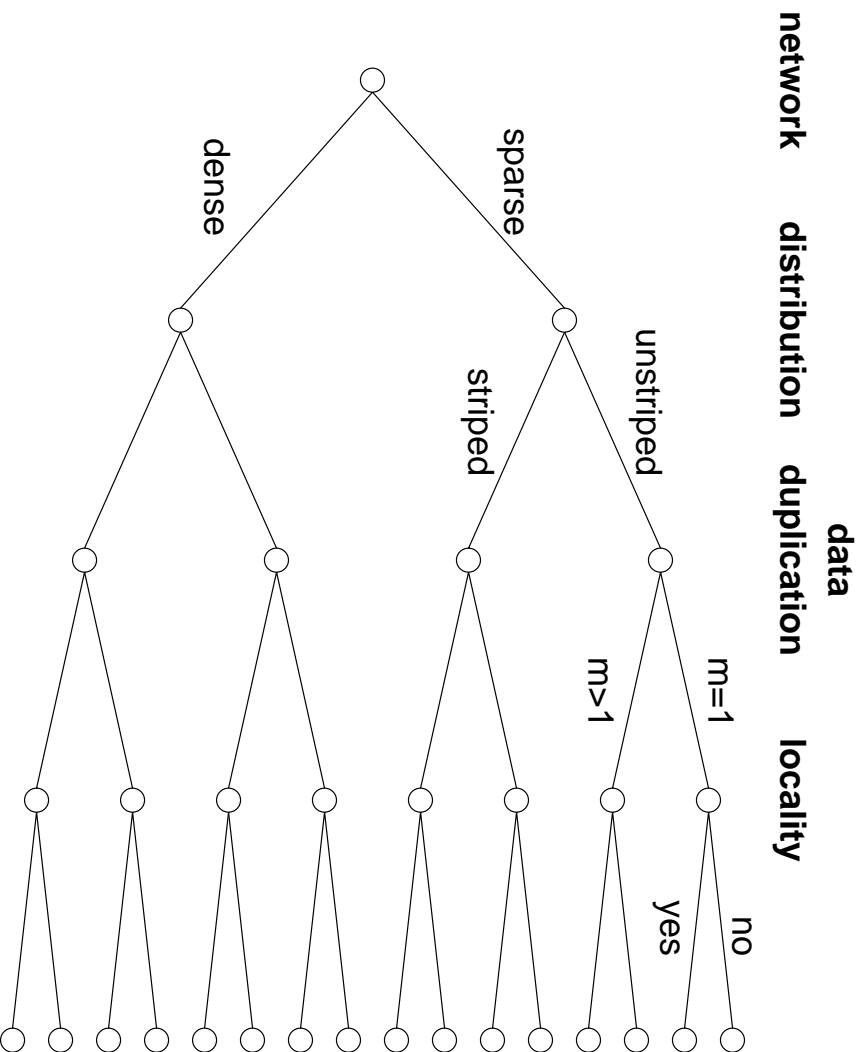 data
network distribution duplication locality
sparse
dense
unstriped
striped
m=1
m>1
no
yes